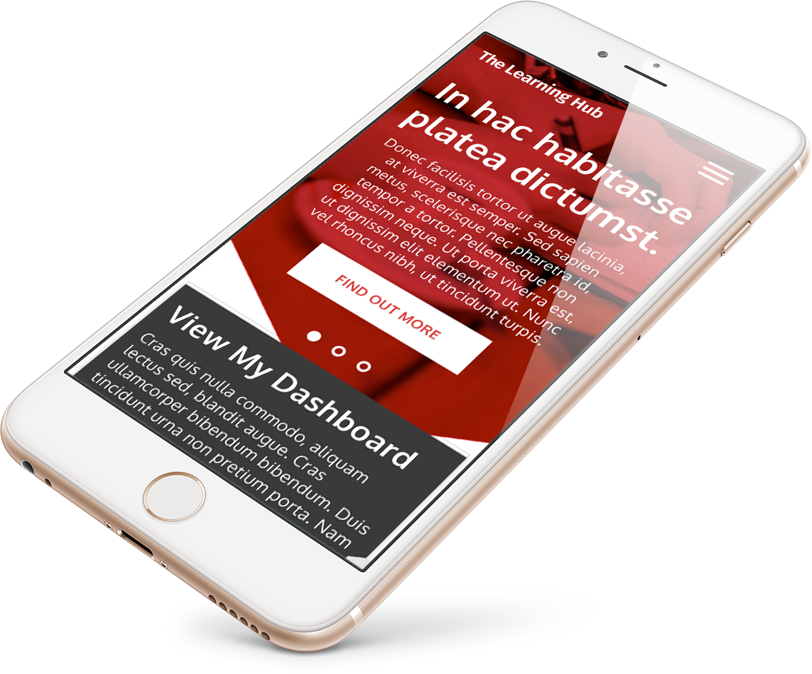 The Learning Hub
In hac habitasse
platea dictumst.
Donec facilisis tortor ut augue lacinia,
at viverra est semper. Sed sapien
metus, scelerisque nec pharetra id,
tempor a tortor. Pellentesque non
dignissim neque. Ut porta viverra est,
ut dignissim elit elementum ut. Nunc
vel rhoncus nibh, ut tincidunt turpis.
FIND OUT MORE
View My Dashboard
Cras quis nulla commodo, aliquam
lectus sed, blandit augue. Cras
ullamcorper bibendum bibendum. Duis
tincidunt urna non pretium porta. Nam